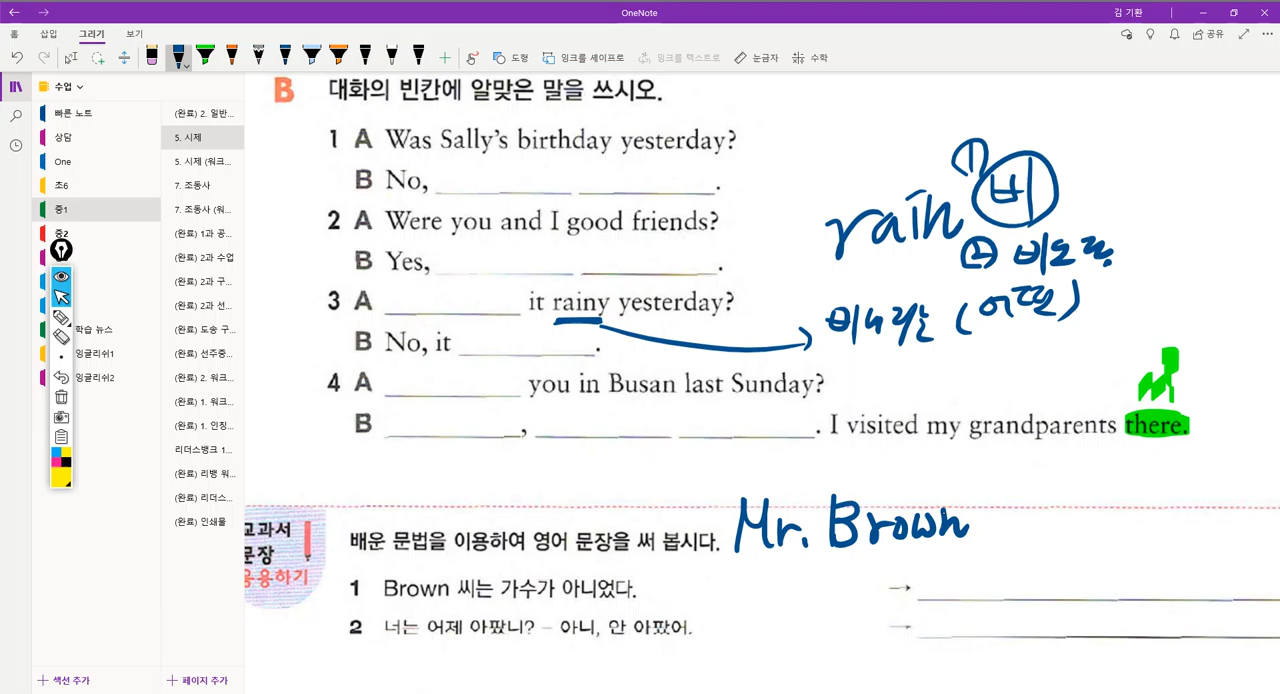 OneNote
김 기환
홈 삽입 그리기 보기
공유
도형 잉크를 셰이프로 잉크를 텍스트로 눈금자 수학
수업
빠른 노트
상담
One
초6
중1
중2
학습 뉴스
잉글리쉬1
잉글리쉬2
섹션 추가
(완료) 2. 일반...
5. 시제
5. 시제 (워크...
7. 조동사
7. 조동사 (워...
(완료) 1과 공...
(완료) 2과 수업
(완료) 2과 구...
(완료) 2과 선...
(완료) 도송 구...
(완료) 선주중...
(완료) 2. 워크...
(완료) 1. 워크...
(완료) 1. 인칭...
리더스뱅크 1...
(완료) 리뱅 워...
(완료) 리더스...
(완료) 인쇄물
페이지 추가
B 대화의 빈칸에 알맞은 말을 쓰시오.
1 A Was Sally's birthday yesterday?
B No, ________ ________.
2 A Were you and I good friends?
B Yes, ________ ________.
3 A ________ it rainy yesterday?
B No, it ________.
4 A ________ you in Busan last Sunday?
B ________, ________ ________. I visited my grandparents there.
rain ① 비
② 비오다
비내리는 (어떤)
Mr. Brown
교과서
문장
응용하기
배운 문법을 이용하여 영어 문장을 써 봅시다.
1 Brown 씨는 가수가 아니었다. →
2 너는 어제 아팠니? – 아니, 안 아팠어. →